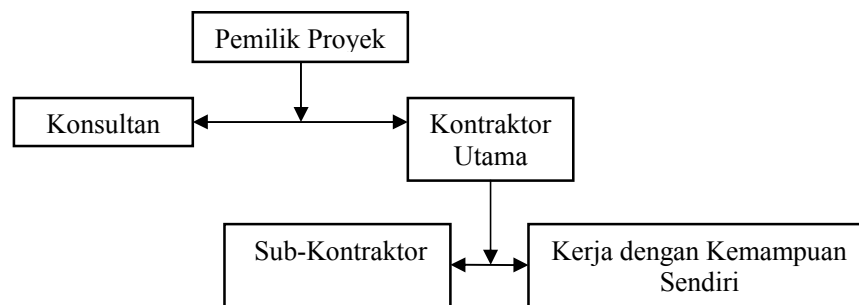 Pemilik Proyek
Konsultan
Kontraktor
Utama
Sub-Kontraktor
Kerja dengan Kemampuan
Sendiri